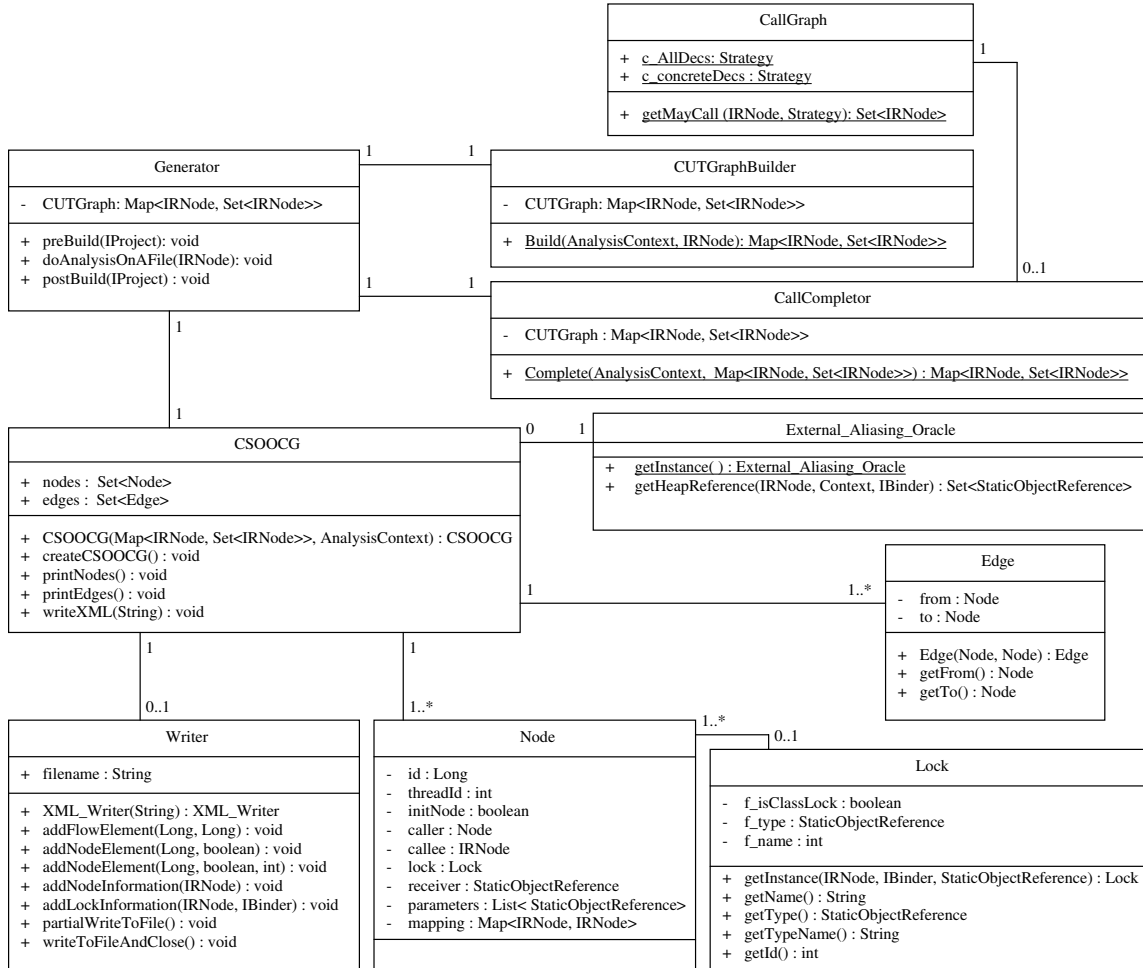 CallGraph
+ c_AllDecs: Strategy
+ c_concreteDecs : Strategy
+ getMayCall (IRNode, Strategy): Set<IRNode>
1
0..1
Generator
- CUTGraph: Map<IRNode, Set<IRNode>>
+ preBuild(IProject): void
+ doAnalysisOnAFile(IRNode): void
+ postBuild(IProject) : void
1 1
CUTGraphBuilder
- CUTGraph: Map<IRNode, Set<IRNode>>
+ Build(AnalysisContext, IRNode): Map<IRNode, Set<IRNode>>
1 1
CallCompletor
- CUTGraph : Map<IRNode, Set<IRNode>>
+ Complete(AnalysisContext, Map<IRNode, Set<IRNode>>) : Map<IRNode, Set<IRNode>>
1
1
CSOOCG
+ nodes : Set<Node>
+ edges : Set<Edge>
+ CSOOCG(Map<IRNode, Set<IRNode>>, AnalysisContext) : CSOOCG
+ createCSOOCG() : void
+ printNodes() : void
+ printEdges() : void
+ writeXML(String) : void
0 1
External_Aliasing_Oracle
+ getInstance( ) : External_Aliasing_Oracle
+ getHeapReference(IRNode, Context, IBinder) : Set<StaticObjectReference>
1 1..*
Edge
- from : Node
- to : Node
+ Edge(Node, Node) : Edge
+ getFrom() : Node
+ getTo() : Node
1
0..1
Writer
+ filename : String
+ XML_Writer(String) : XML_Writer
+ addFlowElement(Long, Long) : void
+ addNodeElement(Long, boolean) : void
+ addNodeElement(Long, boolean, int) : void
+ addNodeInformation(IRNode) : void
+ addLockInformation(IRNode, IBinder) : void
+ partialWriteToFile() : void
+ writeToFileAndClose() : void
1
1..*
Node
- id : Long
- threadId : int
- initNode : boolean
- caller : Node
- callee : IRNode
- lock : Lock
- receiver : StaticObjectReference
- parameters : List< StaticObjectReference>
- mapping : Map<IRNode, IRNode>
1..*
0..1
Lock
- f_isClassLock : boolean
- f_type : StaticObjectReference
- f_name : int
+ getInstance(IRNode, IBinder, StaticObjectReference) : Lock
+ getName() : String
+ getType() : StaticObjectReference
+ getTypeName() : String
+ getId() : int